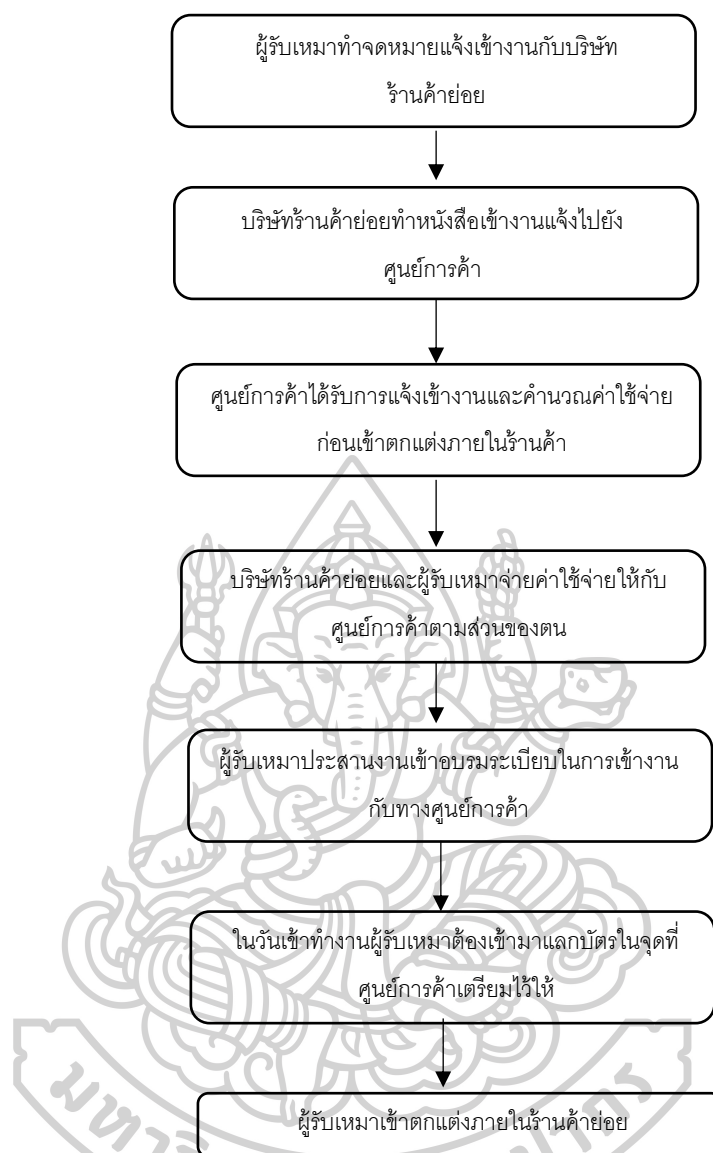 ผู้รับเหมาทำจดหมายแจ้งเข้างานกับบริษัท
ร้านค้าย่อย
บริษัทร้านค้าย่อยทำหนังสือเข้างานแจ้งไปยัง
ศูนย์การค้า
ศูนย์การค้าได้รับการแจ้งเข้างานและคำนวณค่าใช้จ่าย
ก่อนเข้าตกแต่งภายในร้านค้า
บริษัทร้านค้าย่อยและผู้รับเหมาจ่ายค่าใช้จ่ายให้กับ
ศูนย์การค้าตามส่วนของตน
ผู้รับเหมาประสานงานเข้าอบรมระเบียบในการเข้างาน
กับทางศูนย์การค้า
ในวันเข้าทำงานผู้รับเหมาต้องเข้ามาแลกบัตรในจุดที่
ศูนย์การค้าเตรียมไว้ให้
ผู้รับเหมาเข้าตกแต่งภายในร้านค้าย่อย